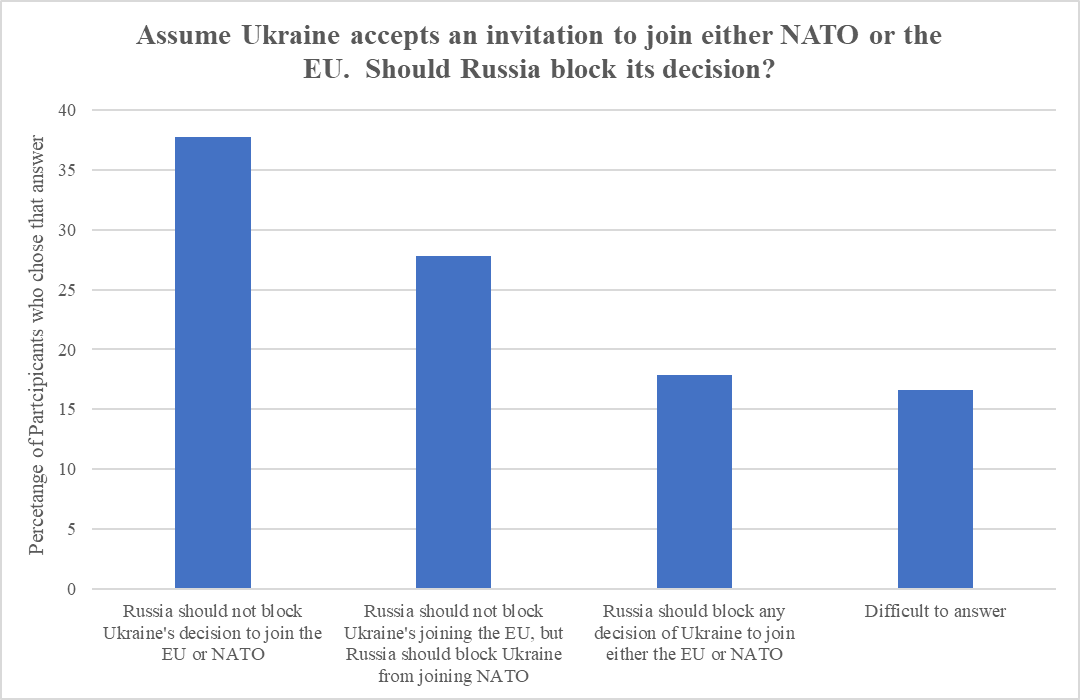 Assume Ukraine accepts an invitation to join either NATO or the
EU.  Should Russia block its decision?
Percetange of Partcipicants who chose that answer
40
35
30
25
20
15
10
5
0
Russia should not block
Ukraine's decision to join the
EU or NATO
Russia should not block
Ukraine's joining the EU, but
Russia should block Ukraine
from joining NATO
Russia should block any
decision of Ukraine to join
either the EU or NATO
Difficult to answer